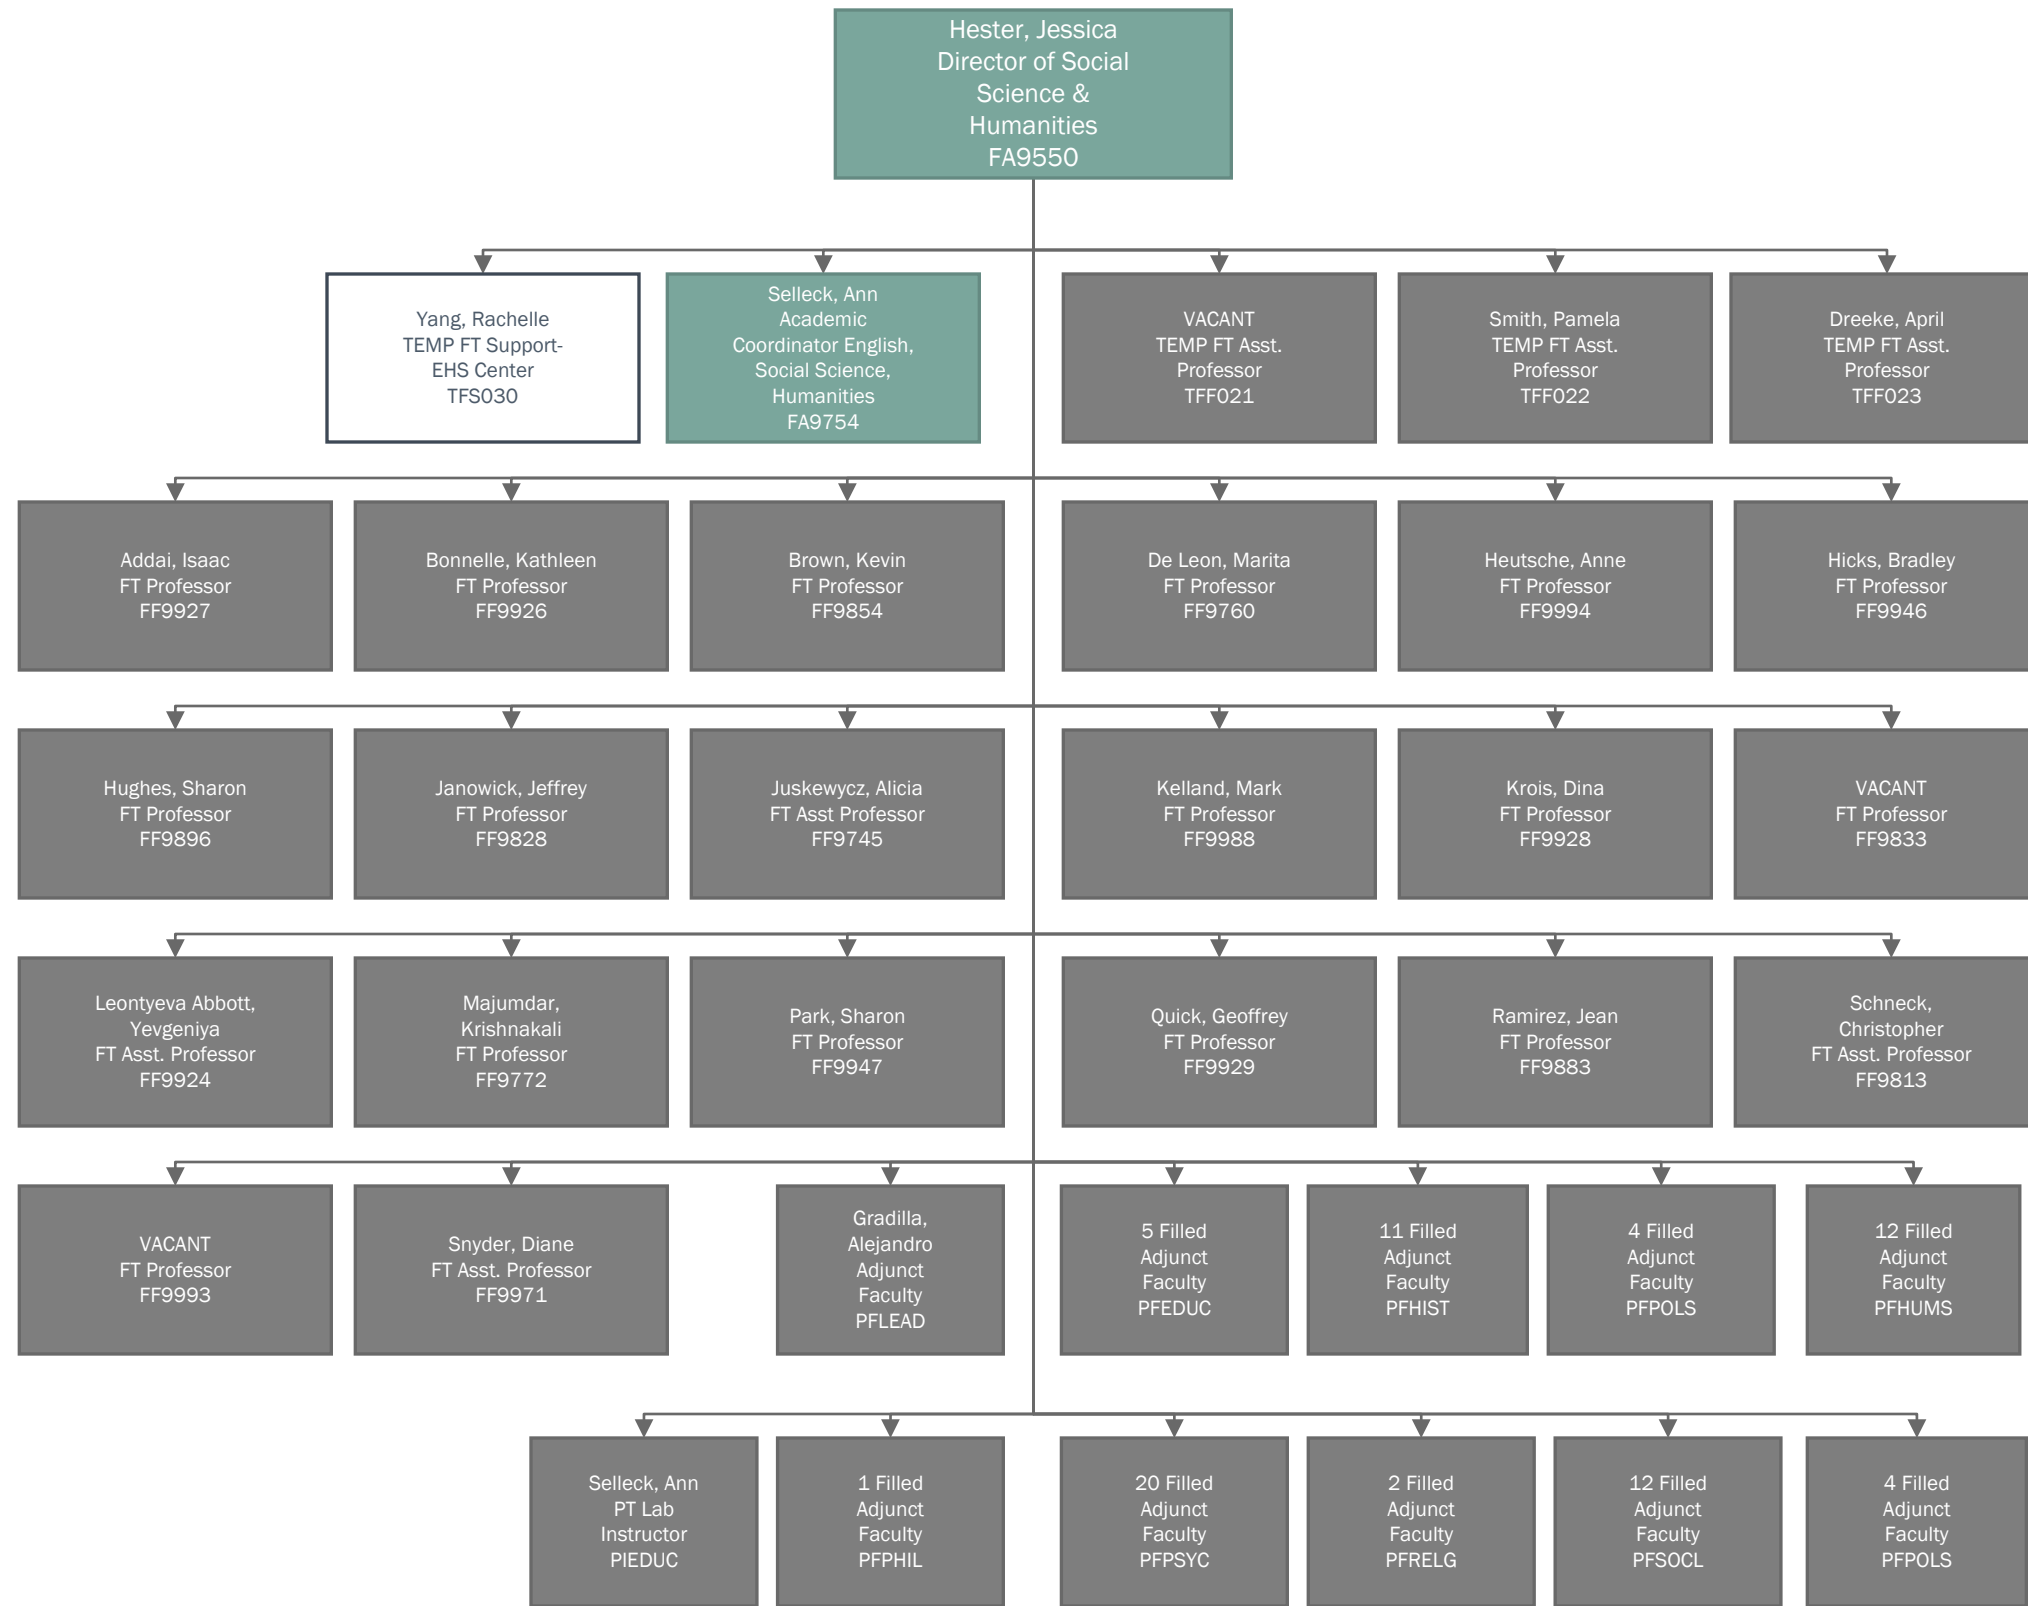 Hester, Jessica
Director of Social
Science &
Humanities
FA9550
Yang, Rachelle
TEMP FT Support-
EHS Center
TFS030
Selleck, Ann
Academic
Coordinator English,
Social Science,
Humanities
FA9754
VACANT
TEMP FT Asst.
Professor
TFF021
Smith, Pamela
TEMP FT Asst.
Professor
TFF022
Dreeke, April
TEMP FT Asst.
Professor
TFF023
Addai, Isaac
FT Professor
FF9927
Bonnelle, Kathleen
FT Professor
FF9926
Brown, Kevin
FT Professor
FF9854
De Leon, Marita
FT Professor
FF9760
Heutsche, Anne
FT Professor
FF9994
Hicks, Bradley
FT Professor
FF9946
Hughes, Sharon
FT Professor
FF9896
Janowick, Jeffrey
FT Professor
FF9828
Juskewycz, Alicia
FT Asst Professor
FF9745
Kelland, Mark
FT Professor
FF9988
Krois, Dina
FT Professor
FF9928
VACANT
FT Professor
FF9833
Leontyeva Abbott,
Yevgeniya
FT Asst. Professor
FF9924
Majumdar,
Krishnakali
FT Professor
FF9772
Park, Sharon
FT Professor
FF9947
Quick, Geoffrey
FT Professor
FF9929
Ramirez, Jean
FT Professor
FF9883
Schneck,
Christopher
FT Asst. Professor
FF9813
VACANT
FT Professor
FF9993
Snyder, Diane
FT Asst. Professor
FF9971
Gradilla,
Alejandro
Adjunct
Faculty
PFLEAD
5 Filled
Adjunct
Faculty
PFEDUC
11 Filled
Adjunct
Faculty
PFHIST
4 Filled
Adjunct
Faculty
PFPOLS
12 Filled
Adjunct
Faculty
PFHUMS
Selleck, Ann
PT Lab
Instructor
PIEDUC
1 Filled
Adjunct
Faculty
PFPHIL
20 Filled
Adjunct
Faculty
PFPSYC
2 Filled
Adjunct
Faculty
PFRELG
12 Filled
Adjunct
Faculty
PFSOCL
4 Filled
Adjunct
Faculty
PFPOLS